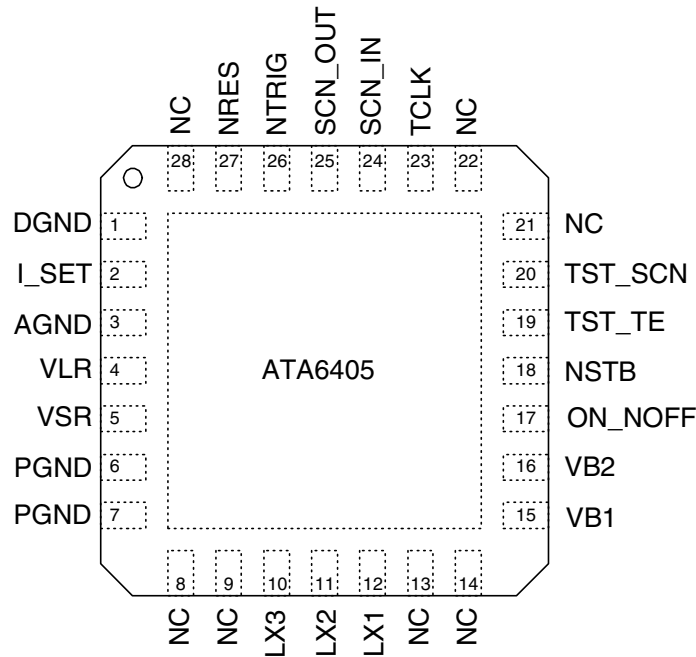 NC
NRES
NTRIG
SCN_OUT
SCN_IN
TCLK
NC
28
27
26
25
24
23
22
DGND 1
21 NC
I_SET 2
20 TST_SCN
AGND 3
19 TST_TE
VLR 4
ATA6405
18 NSTB
VSR 5
17 ON_NOFF
PGND 6
16 VB2
PGND 7
15 VB1
8
9
10
11
12
13
14
NC
NC
LX3
LX2
LX1
NC
NC